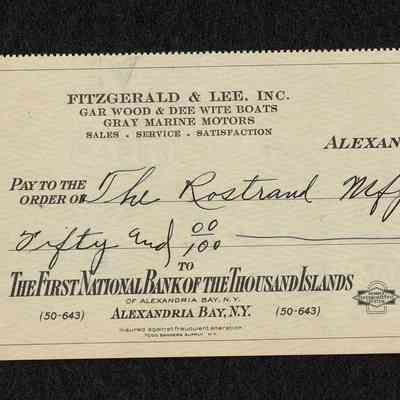 FITZGERALD & LEE, INC.
GAR WOOD & DEE WITE BOATS
GRAY MARINE MOTORS
SALES · SERVICE · SATISFACTION
ALEXAN
PAY TO THE
ORDER OF The Rostrand Mfg
Fifty and 00/100
TO
THE FIRST NATIONAL BANK OF THE THOUSAND ISLANDS
OF ALEXANDRIA BAY, N.Y.
(50-643) ALEXANDRIA BAY, N.Y. (50-643)
Insured against fraudulent alteration